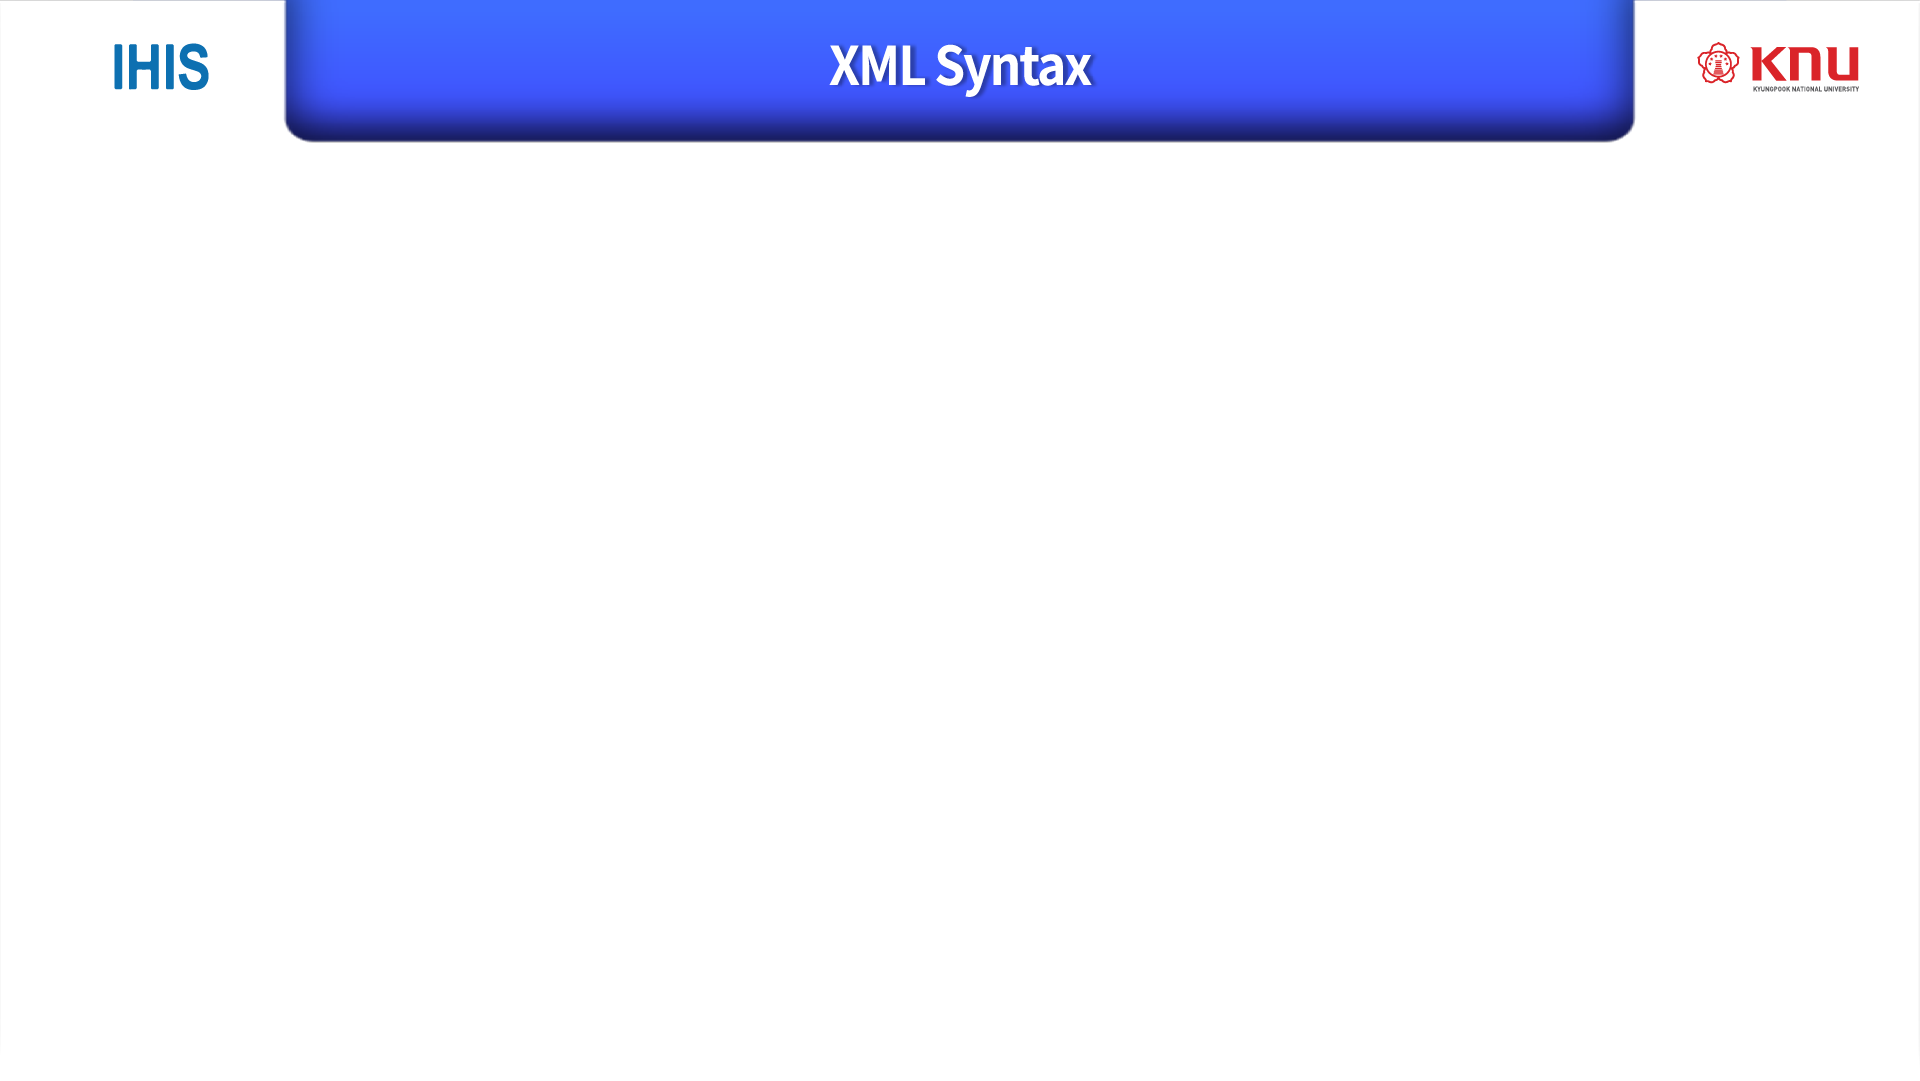 IHIS
XML Syntax
KNU
KYUNGPOOK NATIONAL UNIVERSITY